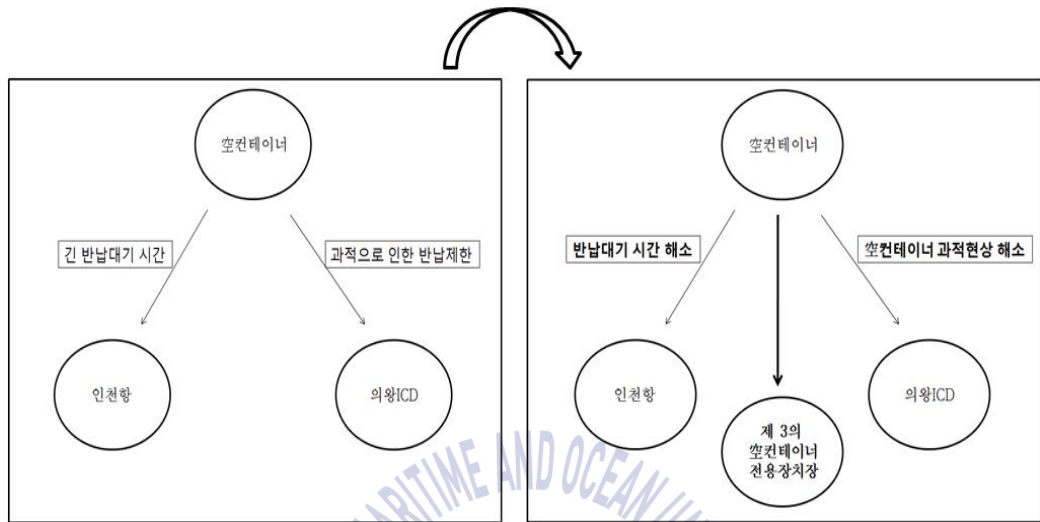 空컨테이너
긴 반납대기 시간
과적으로 인한 반납제한
인천항
의왕ICD
空컨테이너
반납대기 시간 해소
空컨테이너 과적현상 해소
인천항
의왕ICD
제 3의
空컨테이너
전용장치장
MARITIME AND OCEAN